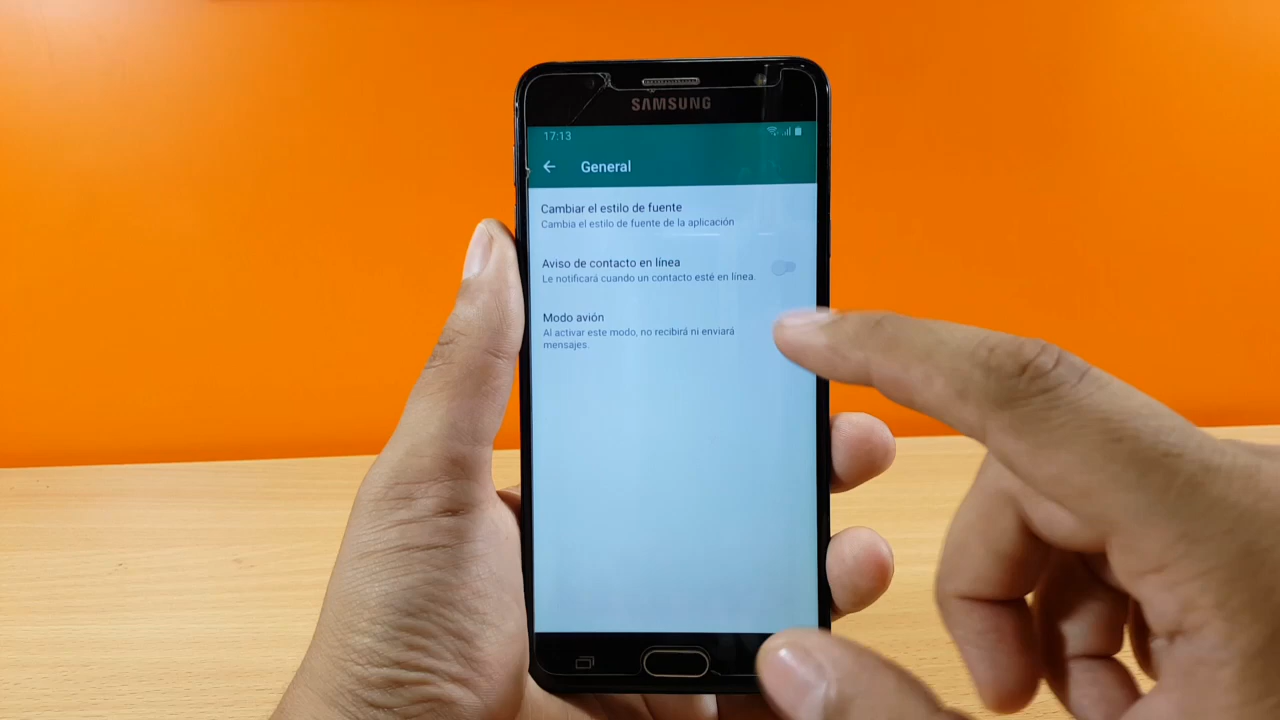 SAMSUNG
17:13
General
Cambiar el estilo de fuente
Cambia el estilo de fuente de la aplicación
Aviso de contacto en línea
Le notificará cuando un contacto esté en línea.
Modo avión
Al activar este modo, no recibirá ni enviará
mensajes.